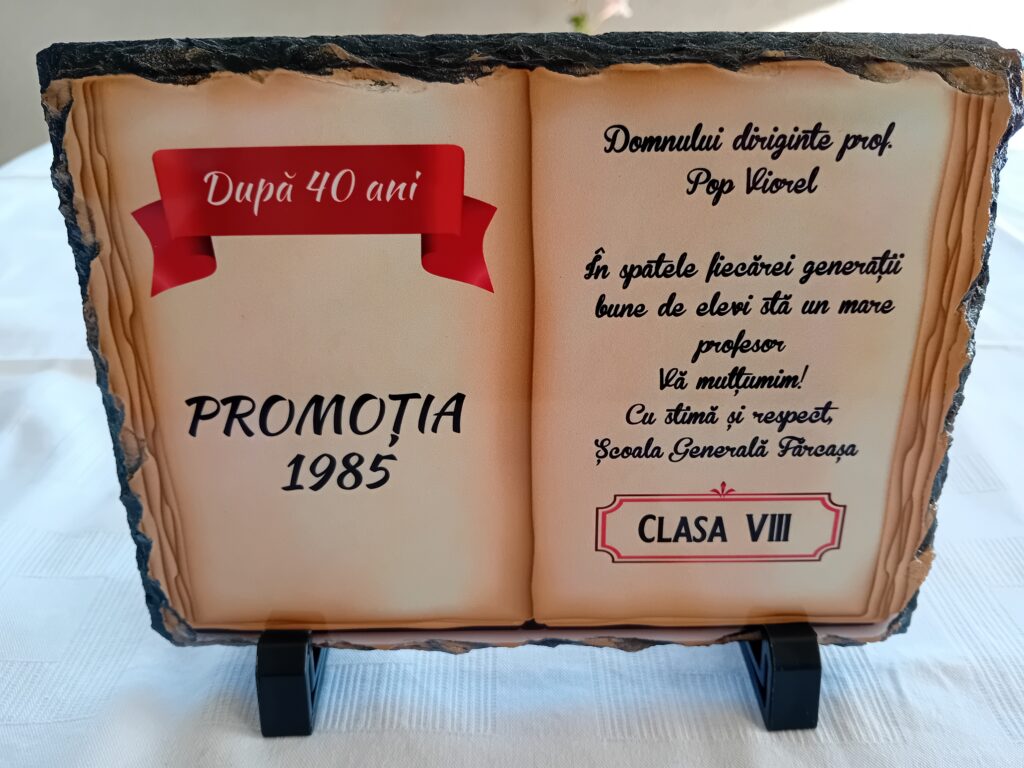 După 40 ani
PROMOȚIA
1985
Domnului diriginte prof.
Pop Viorel
În spatele fiecărei generații
bune de elevi stă un mare
profesor
Vă mulțumim!
Cu stimă și respect,
Școala Generală Fărcașa
CLASA VIII